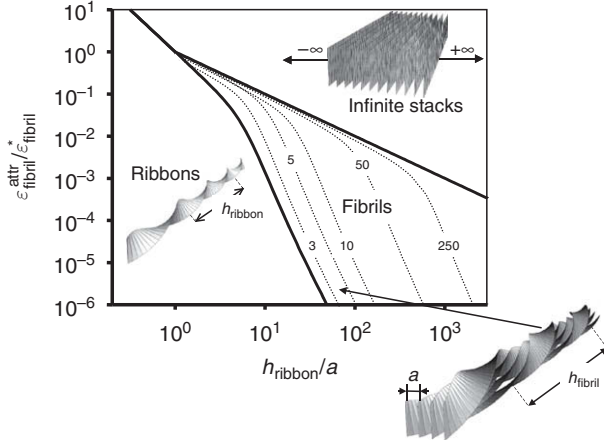 10^1
10^0
10^-1
10^-2
10^-3
10^-4
10^-5
10^-6
ε^attr_fibril/ε^*_fibril
−∞
+∞
Infinite stacks
Ribbons
h_ribbon
5
50
Fibrils
3
10
250
10^0
10^1
10^2
10^3
h_ribbon/a
a
h_fibril